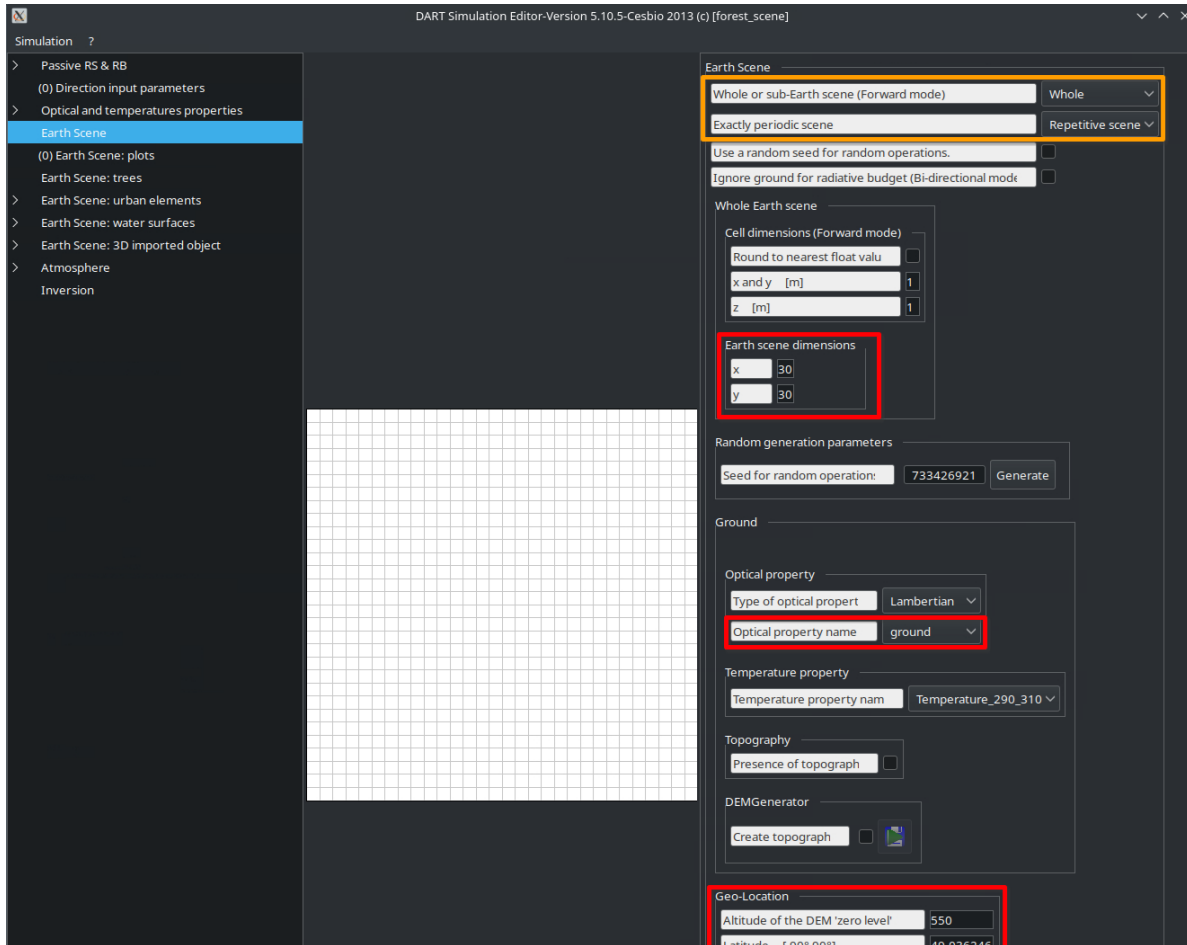 DART Simulation Editor-Version 5.10.5-Cesbio 2013 (c) [forest_scene]
Simulation ?
Passive RS & RB
(0) Direction input parameters
Optical and temperatures properties
Earth Scene
(0) Earth Scene: plots
Earth Scene: trees
Earth Scene: urban elements
Earth Scene: water surfaces
Earth Scene: 3D imported object
Atmosphere
Inversion
Earth Scene
Whole or sub-Earth scene (Forward mode) Whole
Exactly periodic scene Repetitive scene
Use a random seed for random operations.
Ignore ground for radiative budget (Bi-directional mode
Whole Earth scene
Cell dimensions (Forward mode)
Round to nearest float valu
x and y [m] 1
z [m] 1
Earth scene dimensions
x 30
y 30
Random generation parameters
Seed for random operation: 733426921 Generate
Ground
Optical property
Type of optical propert Lambertian
Optical property name ground
Temperature property
Temperature property nam Temperature_290_310
Topography
Presence of topograph
DEMGenerator
Create topograph
Geo-Location
Altitude of the DEM 'zero level' 550